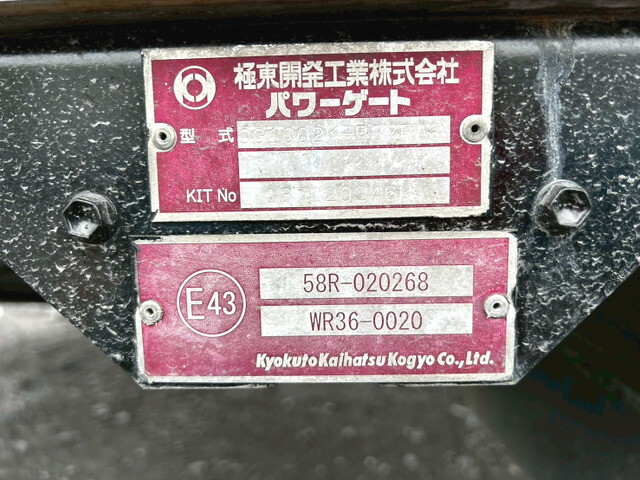 極東開発工業株式会社
パワーゲート
型式
KIT No
E43
58R-020268
WR36-0020
Kyokuto Kaihatsu Kogyo Co., Ltd.